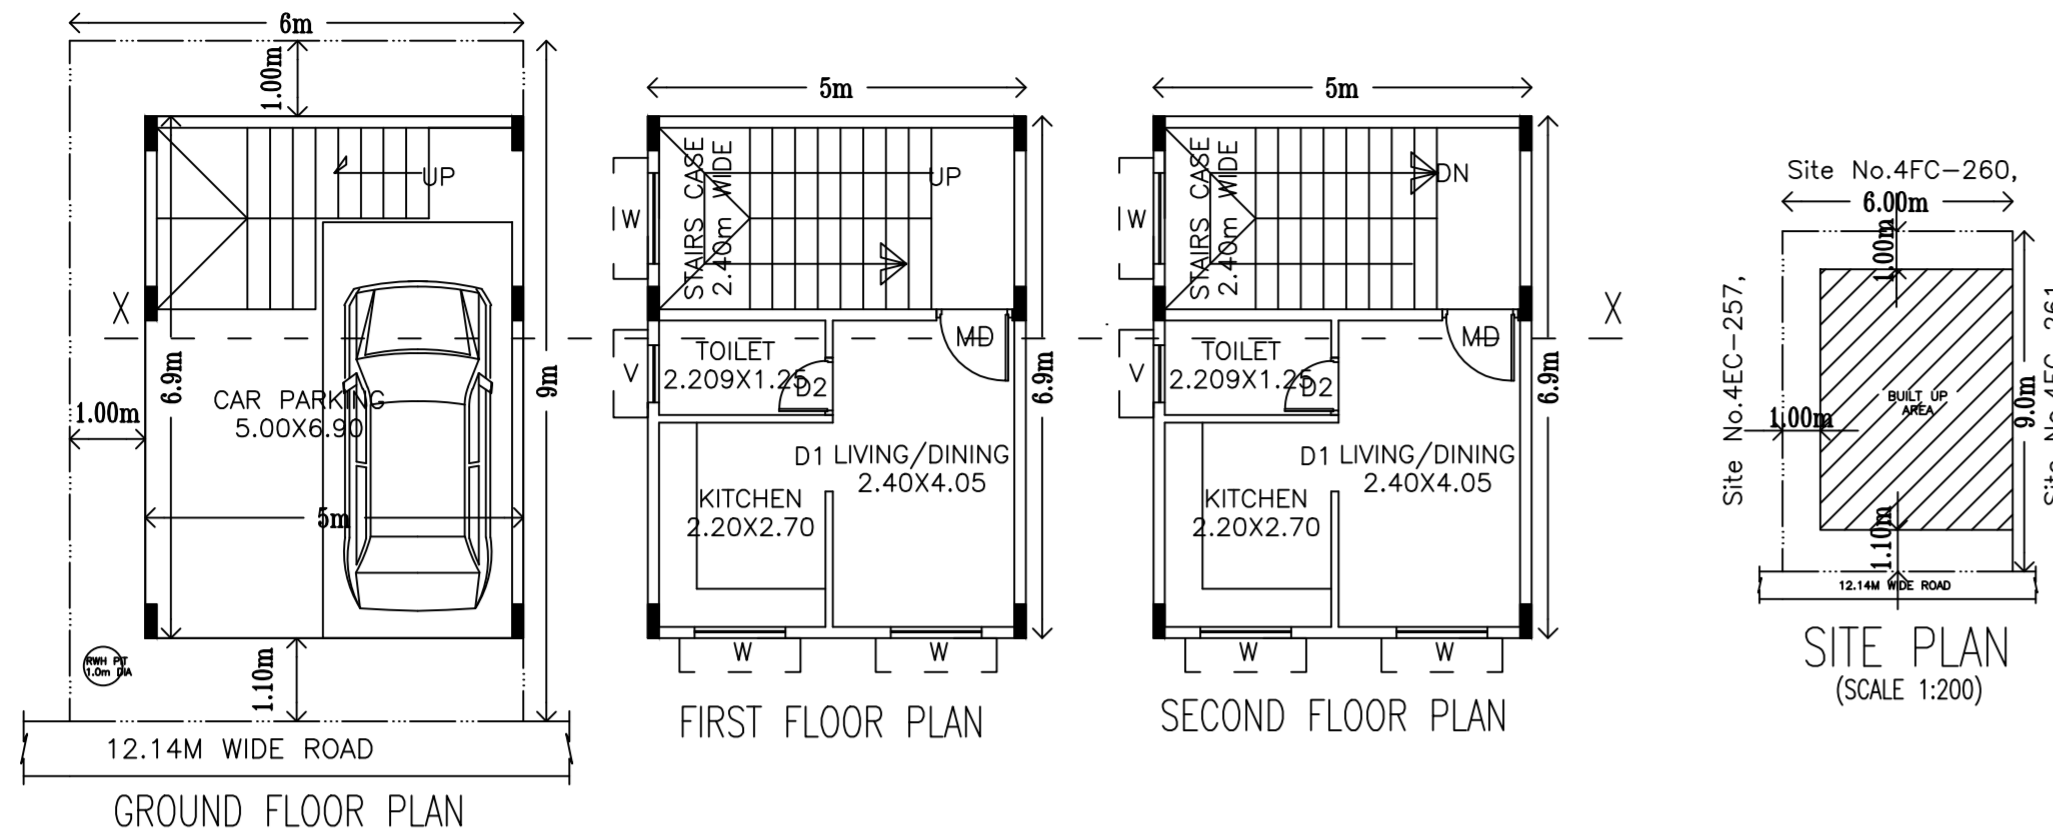 6m
1.00m
UP
X
6.9m
9m
CAR PARKING
5.00X6.90
1.00m
5m
RWH PIT
1.0m DIA
1.10m
12.14M WIDE ROAD
GROUND FLOOR PLAN
5m
STAIRS CASE
2.40m WIDE
UP
W
MD
TOILET
2.209X1.25
D2
V
6.9m
D1 LIVING/DINING
2.40X4.05
KITCHEN
2.20X2.70
W
W
FIRST FLOOR PLAN
5m
STAIRS CASE
2.40m WIDE
DN
W
X
MD
TOILET
2.209X1.25
D2
V
6.9m
D1 LIVING/DINING
2.40X4.05
KITCHEN
2.20X2.70
W
W
SECOND FLOOR PLAN
Site No.4FC-260,
6.00m
1.00m
Site No.4EC-257,
BUILT UP
AREA
1.00m
9.0m
1.10m
12.14M WIDE ROAD
SITE PLAN
(SCALE 1:200)